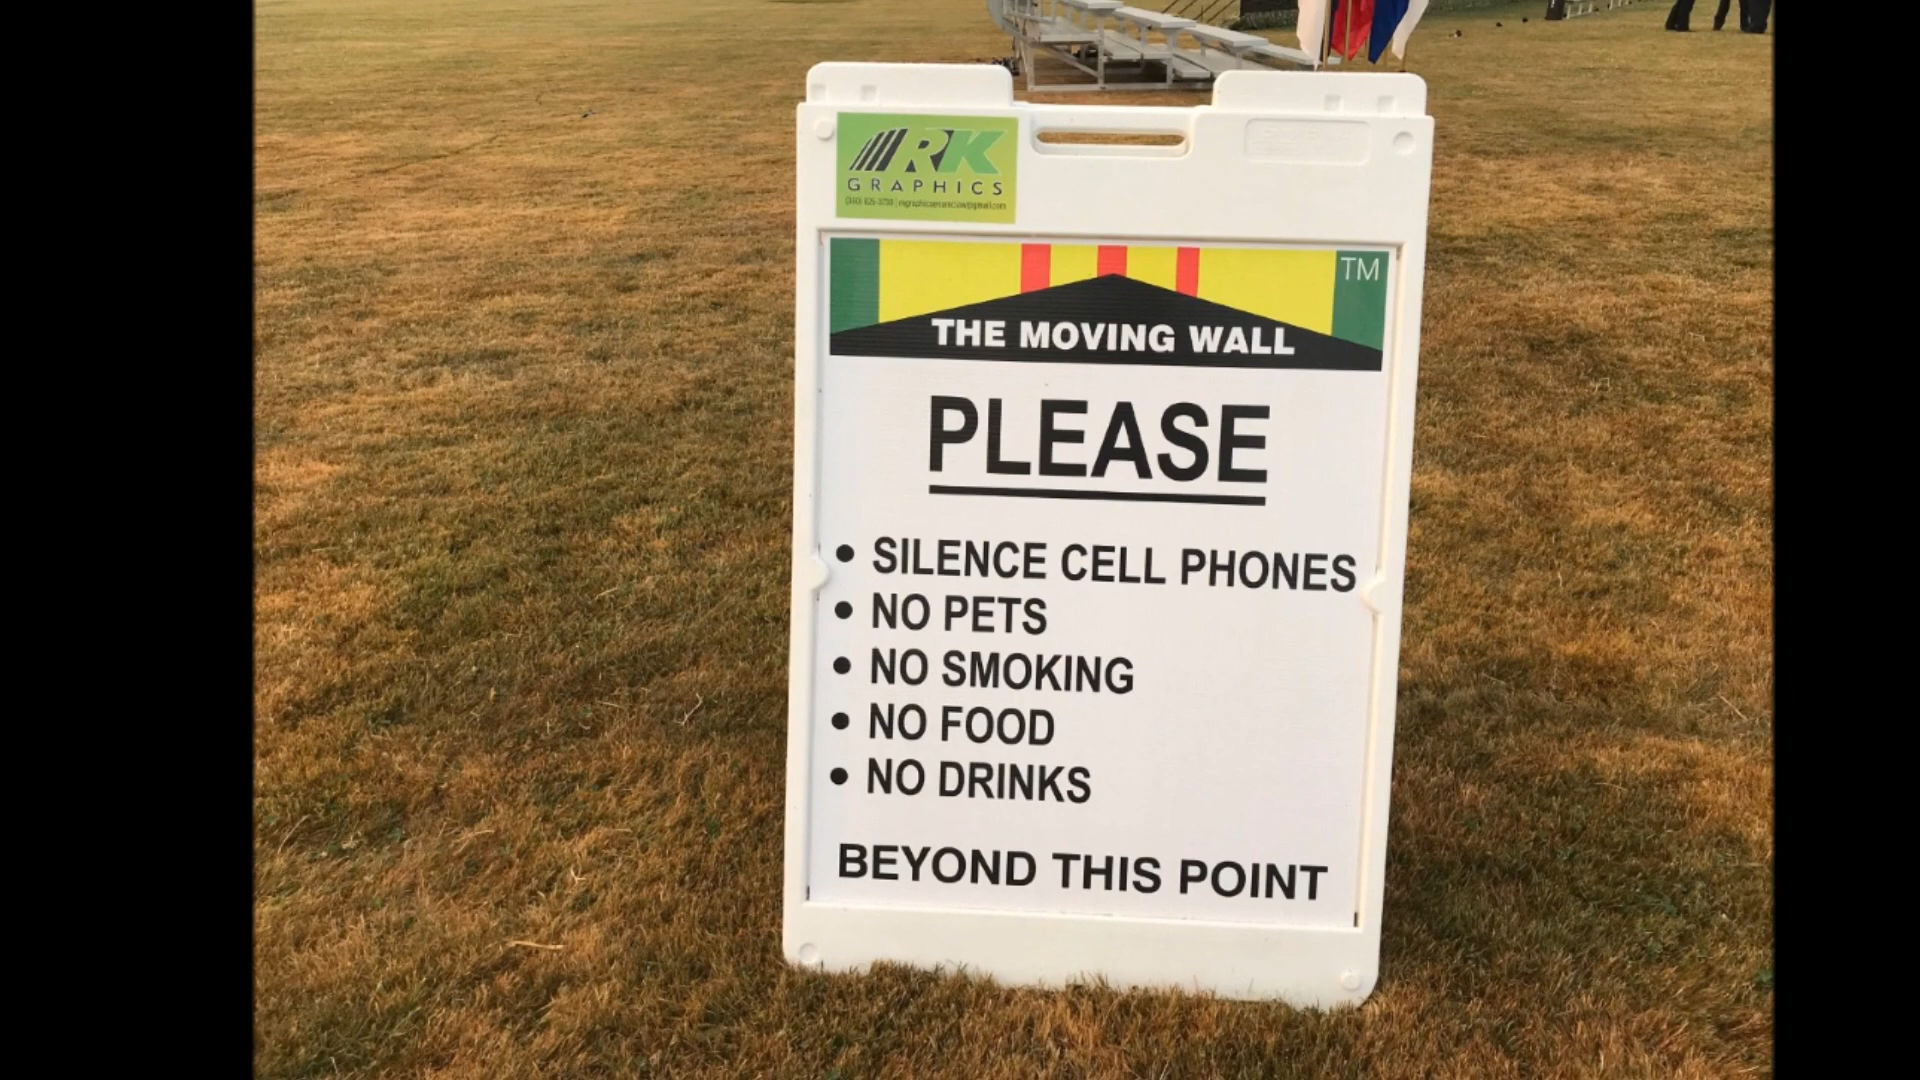 RK
GRAPHICS
TM
THE MOVING WALL
PLEASE
• SILENCE CELL PHONES
• NO PETS
• NO SMOKING
• NO FOOD
• NO DRINKS
BEYOND THIS POINT